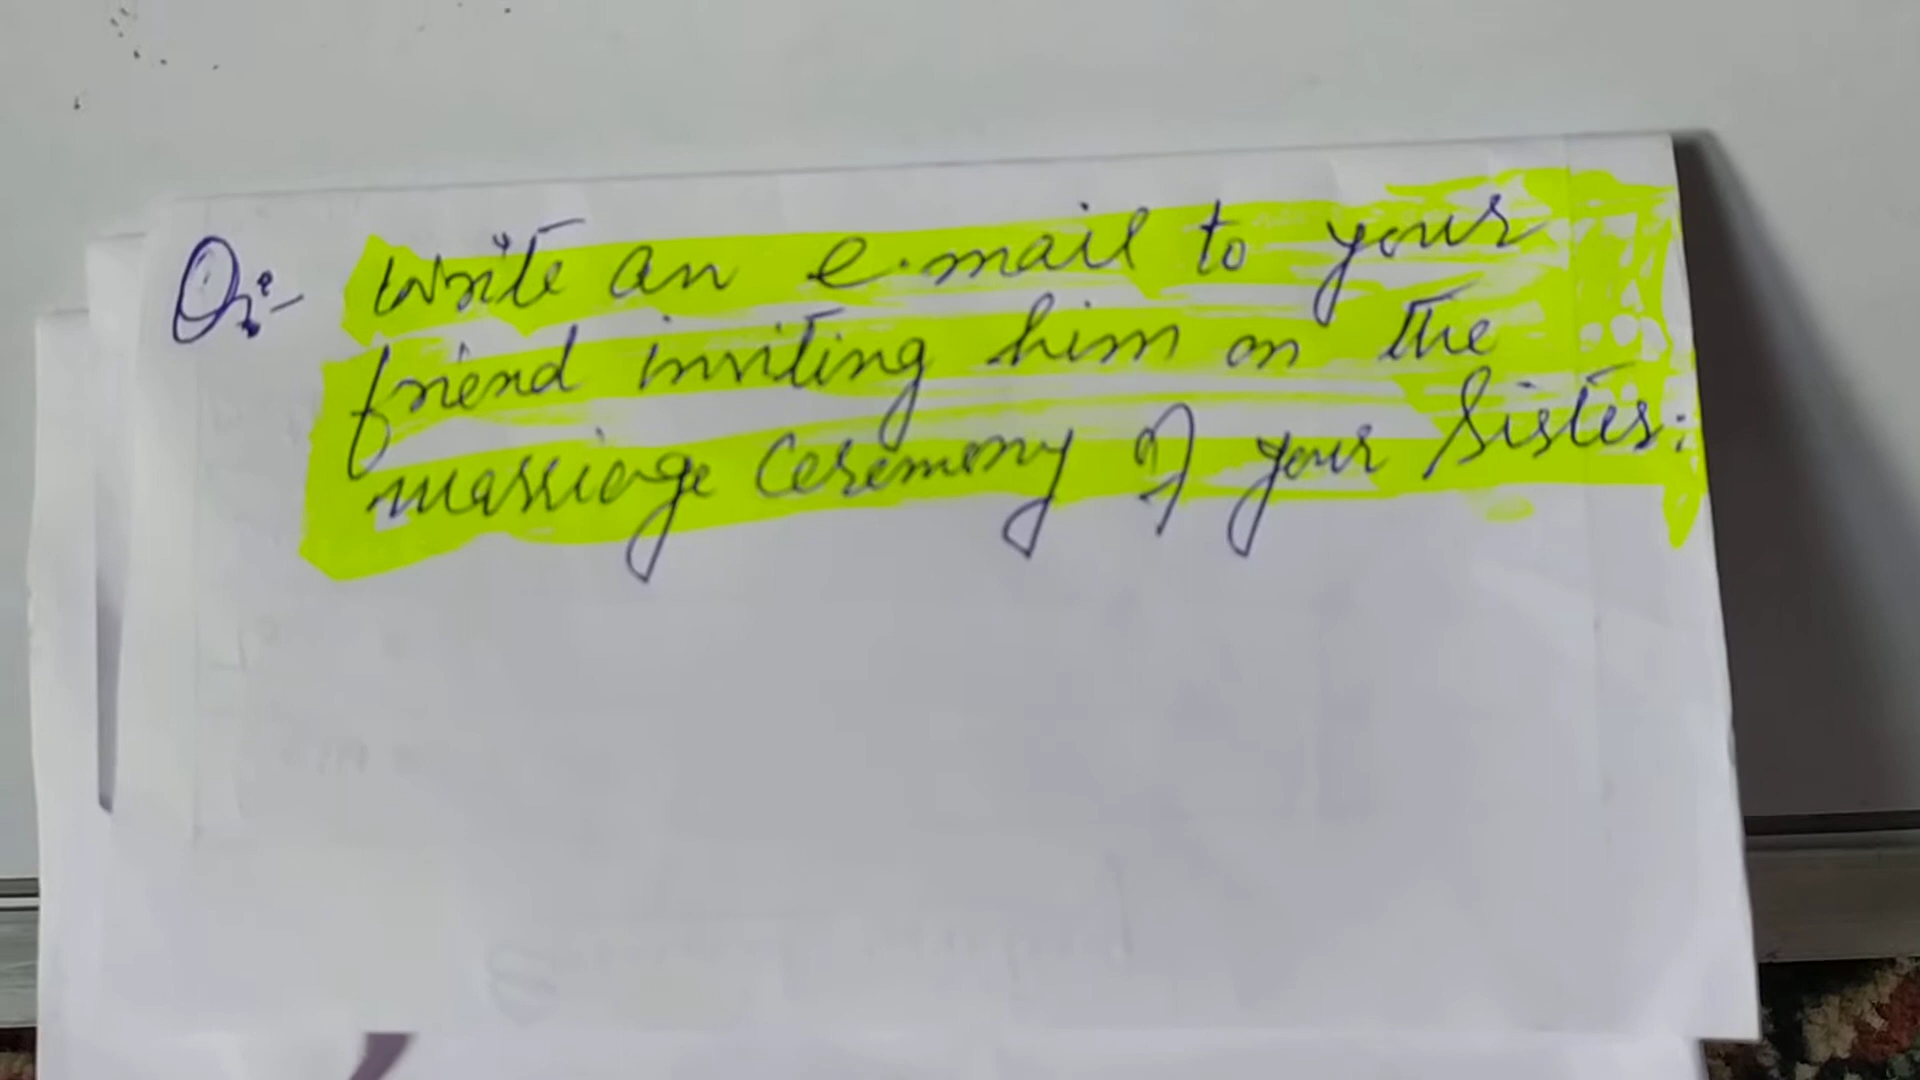 Q:- Write an e.mail to your
friend inviting him on the
marriage ceremony of your sister.